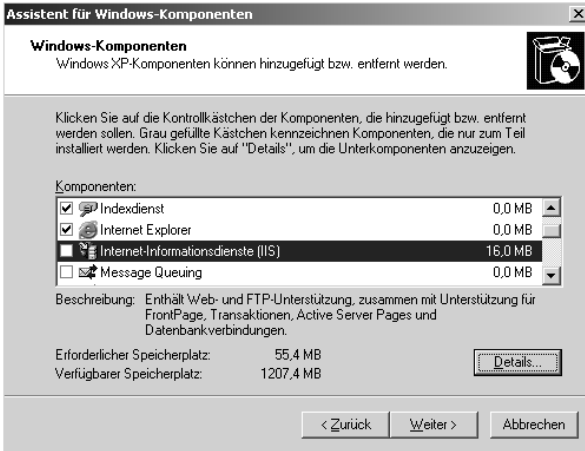 Assistent für Windows-Komponenten
Windows-Komponenten
Windows XP-Komponenten können hinzugefügt bzw. entfernt werden.
Klicken Sie auf die Kontrollkästchen der Komponenten, die hinzugefügt bzw. entfernt
werden sollen. Grau gefüllte Kästchen kennzeichnen Komponenten, die nur zum Teil
installiert werden. Klicken Sie auf "Details", um die Unterkomponenten anzuzeigen.
Komponenten:
Indexdienst 0,0 MB
Internet Explorer 0,0 MB
Internet-Informationsdienste (IIS) 16,0 MB
Message Queuing 0,0 MB
Beschreibung: Enthält Web- und FTP-Unterstützung, zusammen mit Unterstützung für
FrontPage, Transaktionen, Active Server Pages und
Datenbankverbindungen.
Erforderlicher Speicherplatz: 55,4 MB
Verfügbarer Speicherplatz: 1207,4 MB
Details...
< Zurück Weiter > Abbrechen